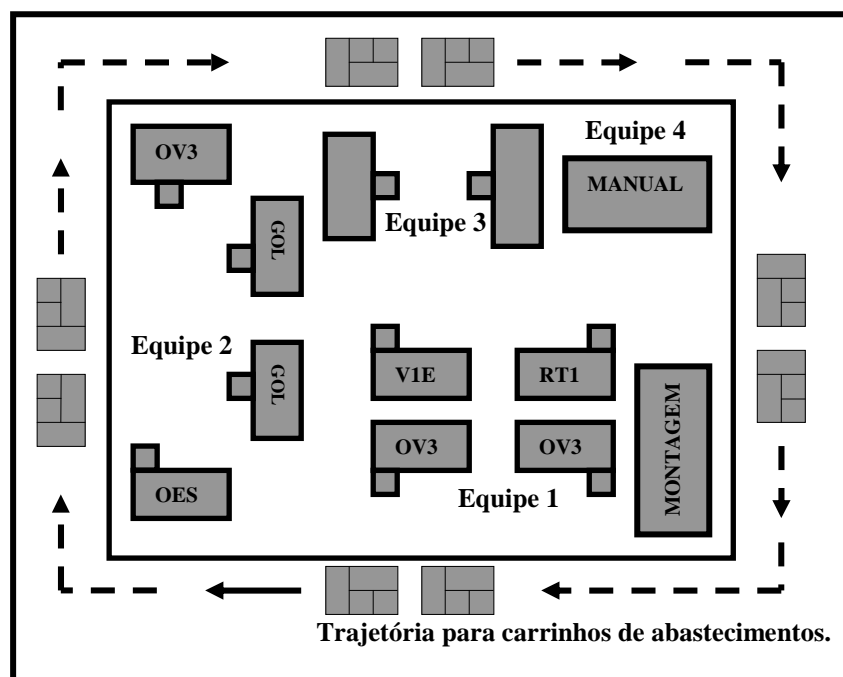 Equipe 4
OV3
MANUAL
GOL
Equipe 3
Equipe 2
GOL
V1E
RT1
MONTAGEM
OV3
OV3
OES
Equipe 1
Trajetória para carrinhos de abastecimentos.